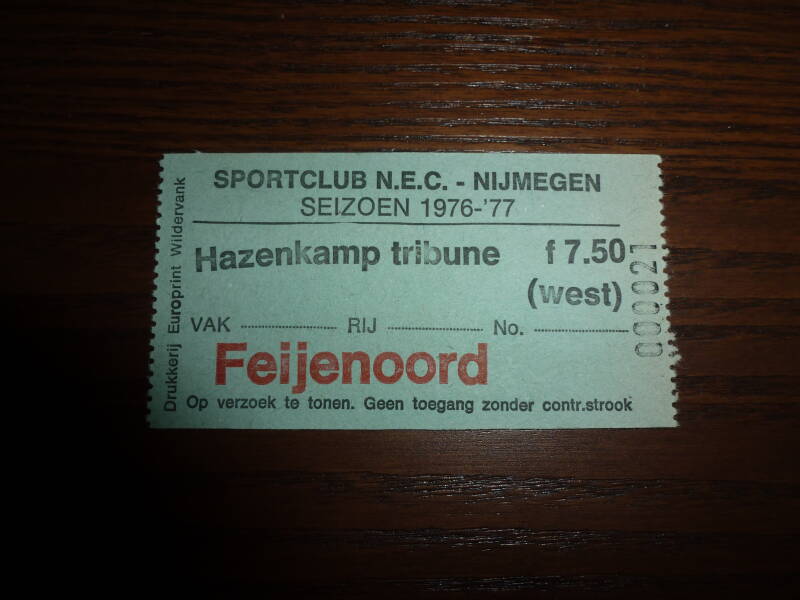 SPORTCLUB N.E.C. - NIJMEGEN
SEIZOEN 1976-'77
Hazenkamp tribune f 7.50
(west)
VAK RIJ No.
Feijenoord
Op verzoek te tonen. Geen toegang zonder contr.strook
Drukkerij Europrint Wildervank
000021